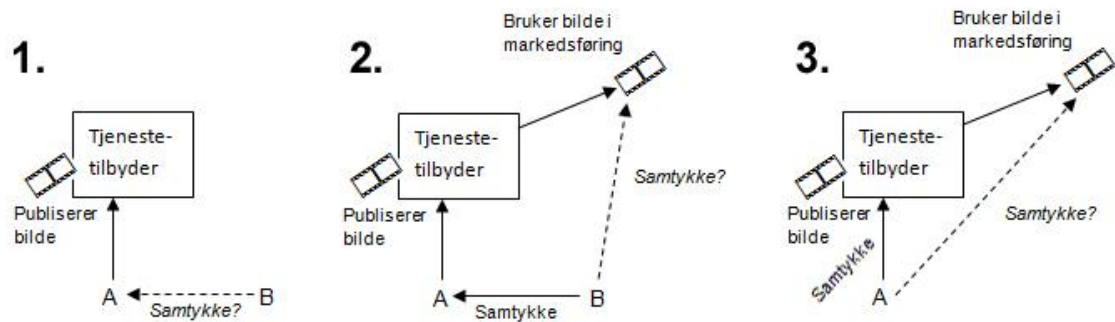 1.
Tjeneste-
tilbyder
Publiserer
bilde
A
Samtykke?
B
2.
Bruker bilde i
markedsføring
Tjeneste-
tilbyder
Publiserer
bilde
Samtykke?
A
Samtykke
B
3.
Bruker bilde i
markedsføring
Tjeneste-
tilbyder
Publiserer
bilde
Samtykke
Samtykke?
A